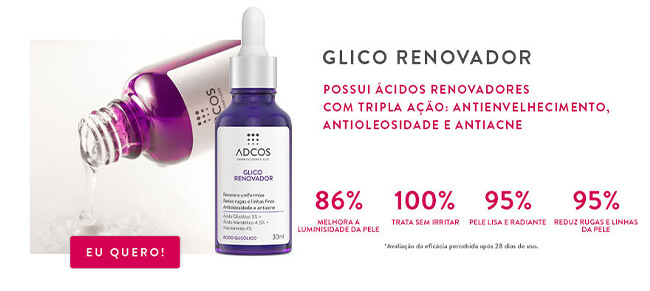 GLICO RENOVADOR
POSSUI ÁCIDOS RENOVADORES
COM TRIPLA AÇÃO: ANTIENVELHECIMENTO,
ANTIOLEOSIDADE E ANTIACNE
COS
ADCOS
DERMOCOSMÉTICOS
GLICO
RENOVADOR
Renova e uniformiza
Reduz rugas e linhas finas
Antioleosidade e antiacne
Ácido Glicólico 5% +
Ácido Mandélico 4,5% +
Niacinamida 4%
ÁCIDO GLICÓLICO
30ml
86%
MELHORA A
LUMINISIDADE DA PELE
100%
TRATA SEM IRRITAR
95%
PELE LISA E RADIANTE
95%
REDUZ RUGAS E LINHAS
DA PELE
*Avaliação da eficácia percebida após 28 dias de uso.
EU QUERO!